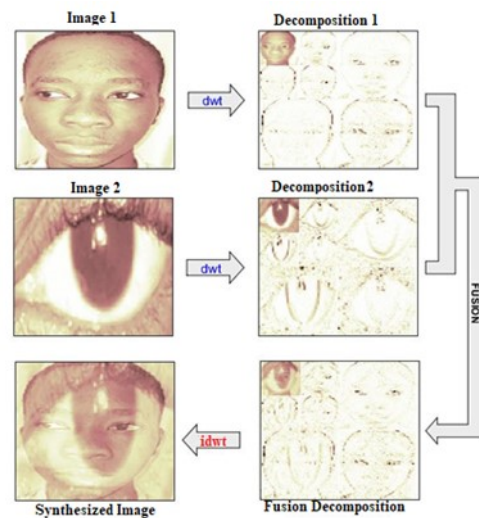 Image 1
Decomposition 1
dwt
Image 2
Decomposition2
dwt
FUSION
idwt
Synthesized Image
Fusion Decomposition